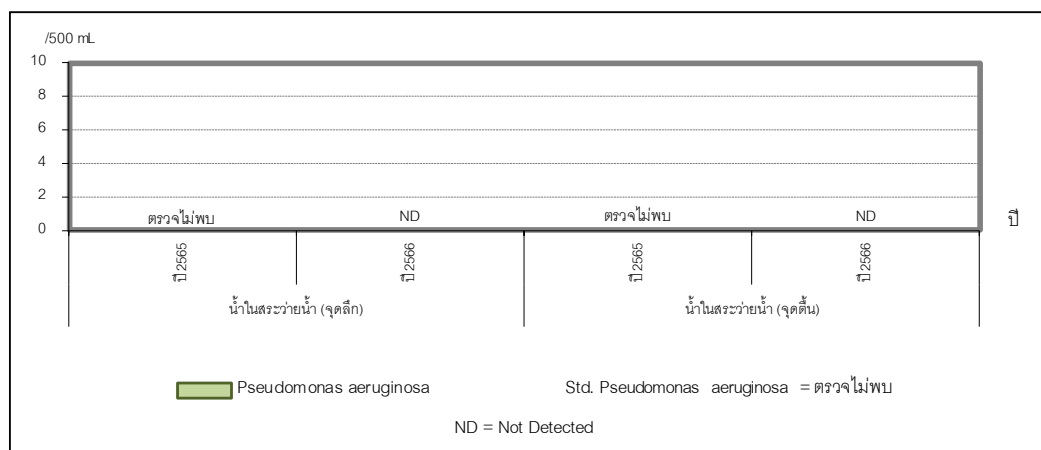 /500 mL
10
8
6
4
2
0
ตรวจไม่พบ ND ตรวจไม่พบ ND
ปี
ปี 2565 ปี 2566 ปี 2565 ปี 2566
น้ำในสระว่ายน้ำ (จุดลึก) น้ำในสระว่ายน้ำ (จุดตื้น)
Pseudomonas aeruginosa Std. Pseudomonas aeruginosa = ตรวจไม่พบ
ND = Not Detected